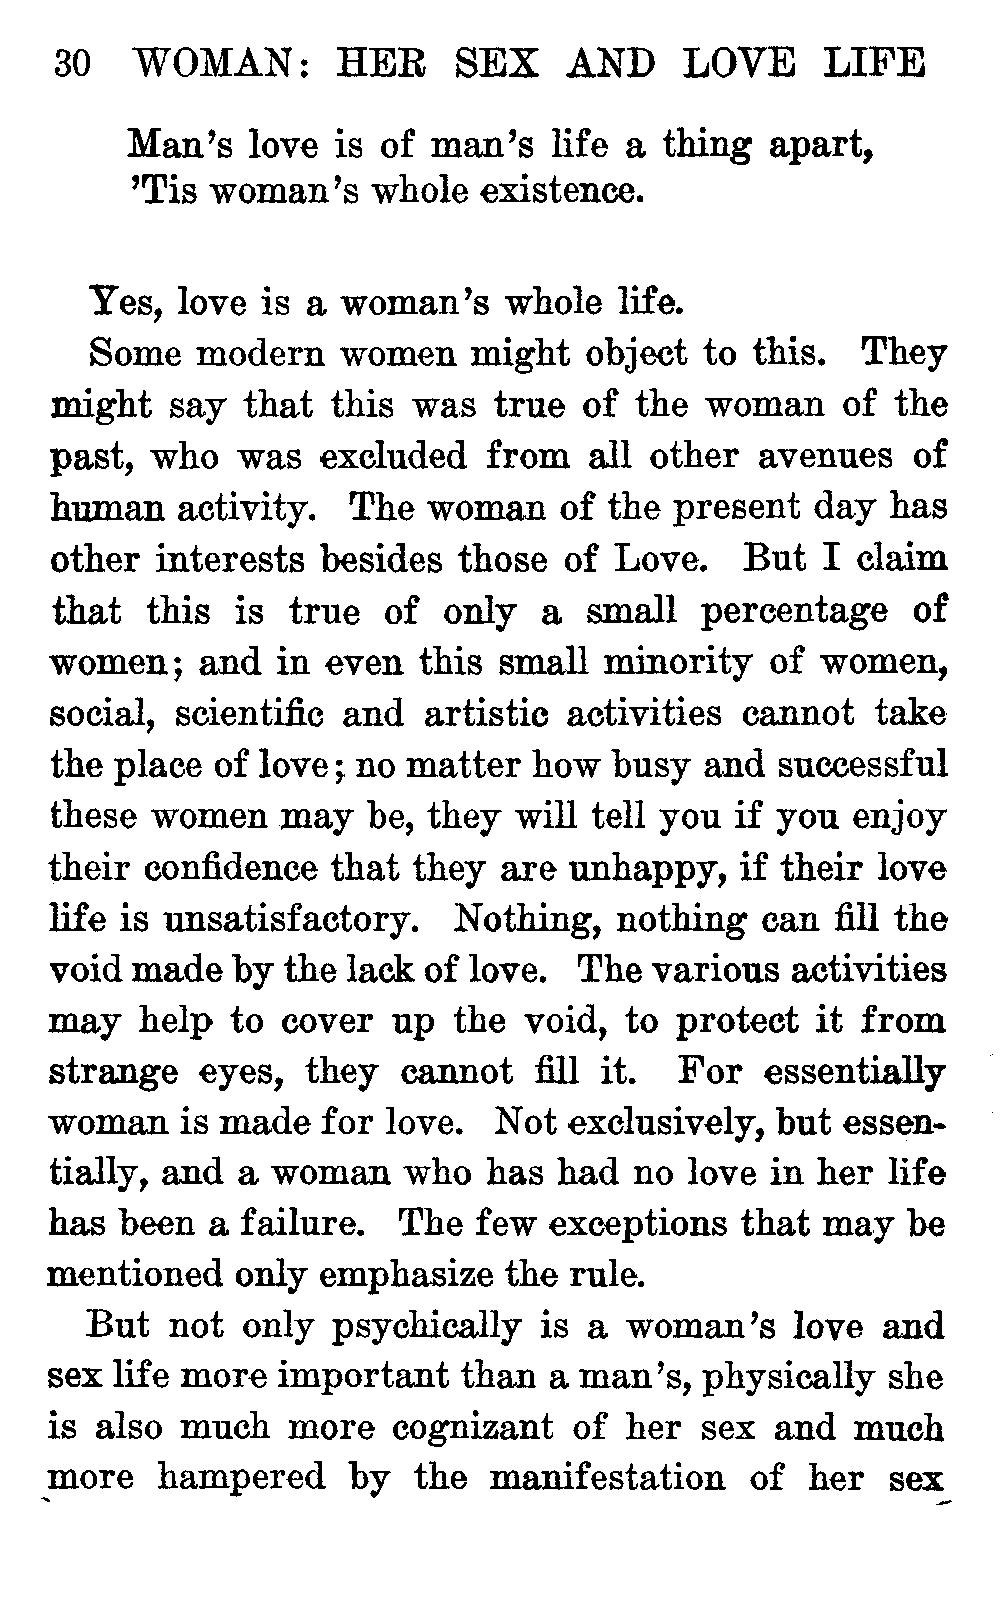 30 WOMAN: HER SEX AND LOVE LIFE
Man's love is of man's life a thing apart,
'Tis woman's whole existence.
Yes, love is a woman's whole life.
Some modern women might object to this. They
might say that this was true of the woman of the
past, who was excluded from all other avenues of
human activity. The woman of the present day has
other interests besides those of Love. But I claim
that this is true of only a small percentage of
women; and in even this small minority of women,
social, scientific and artistic activities cannot take
the place of love; no matter how busy and successful
these women may be, they will tell you if you enjoy
their confidence that they are unhappy, if their love
life is unsatisfactory. Nothing, nothing can fill the
void made by the lack of love. The various activities
may help to cover up the void, to protect it from
strange eyes, they cannot fill it. For essentially
woman is made for love. Not exclusively, but essen-
tially, and a woman who has had no love in her life
has been a failure. The few exceptions that may be
mentioned only emphasize the rule.
But not only psychically is a woman's love and
sex life more important than a man's, physically she
is also much more cognizant of her sex and much
more hampered by the manifestation of her sex